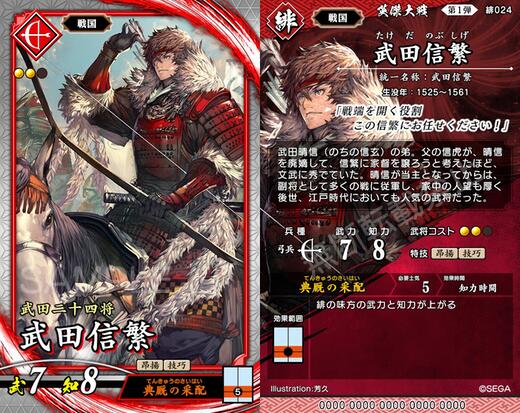 戦国
武田二十四将
武田信繁
昂揚 技巧
武7 知8
てんきゅうのさいはい
典厩の采配
5
緋
戦国
英傑大戦
第1弾
緋024
たけ だ のぶ しげ
武田信繁
統一名称:武田信繁
生没年:1525～1561
「戦端を開く役割
この信繁にお任せください!」
武田晴信(のちの信玄)の弟。父の信虎が、晴信
を廃嫡して、信繁に家督を譲ろうと考えたほど、
文武に秀でていた。晴信が当主となってからは、
副将として多くの戦に従軍し、家中の人望も厚く
後世、江戸時代においても人気の武将だった。
兵種 武力 知力 武将コスト
弓兵 7 8 特技 昂揚 技巧
てんきゅうのさいはい 必要士気 効果時間
典厩の采配 5 知力時間
緋の味方の武力と知力が上がる
効果範囲
Illustration:芳久
©SEGA
0000-0000-0000-0000-0000